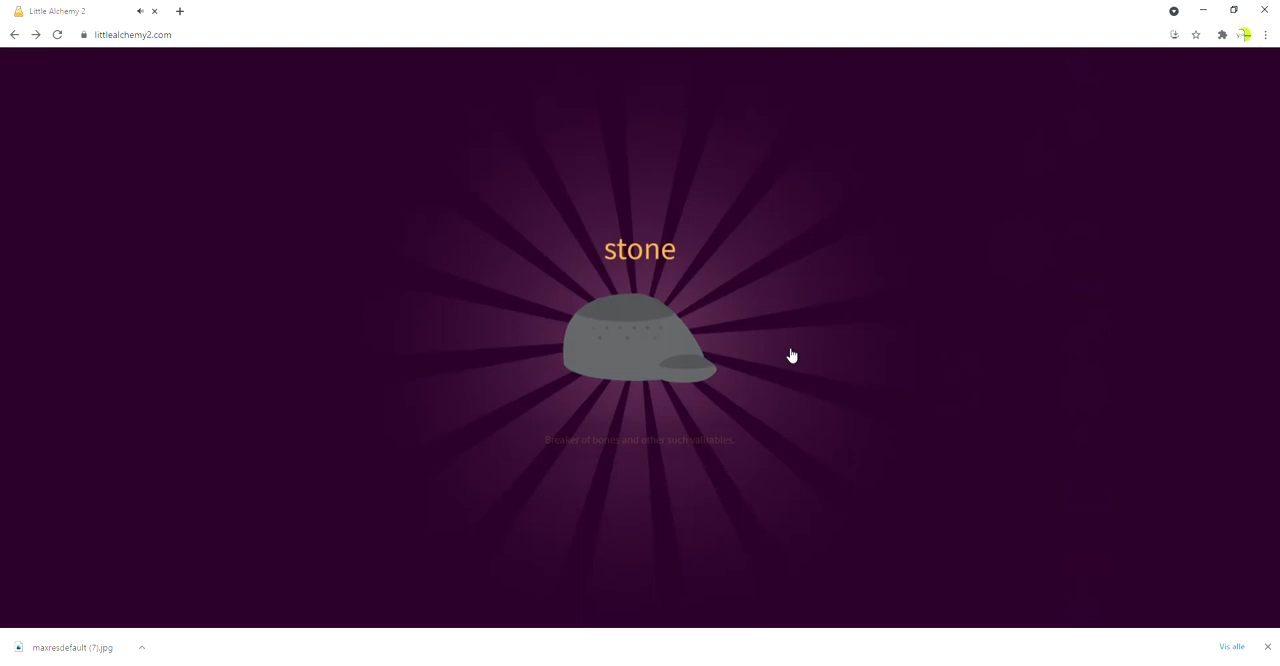 Little Alchemy 2
littlealchemy2.com
stone
Breaker of bones and other such valuables.
maxresdefault (7).jpg
Vis alle